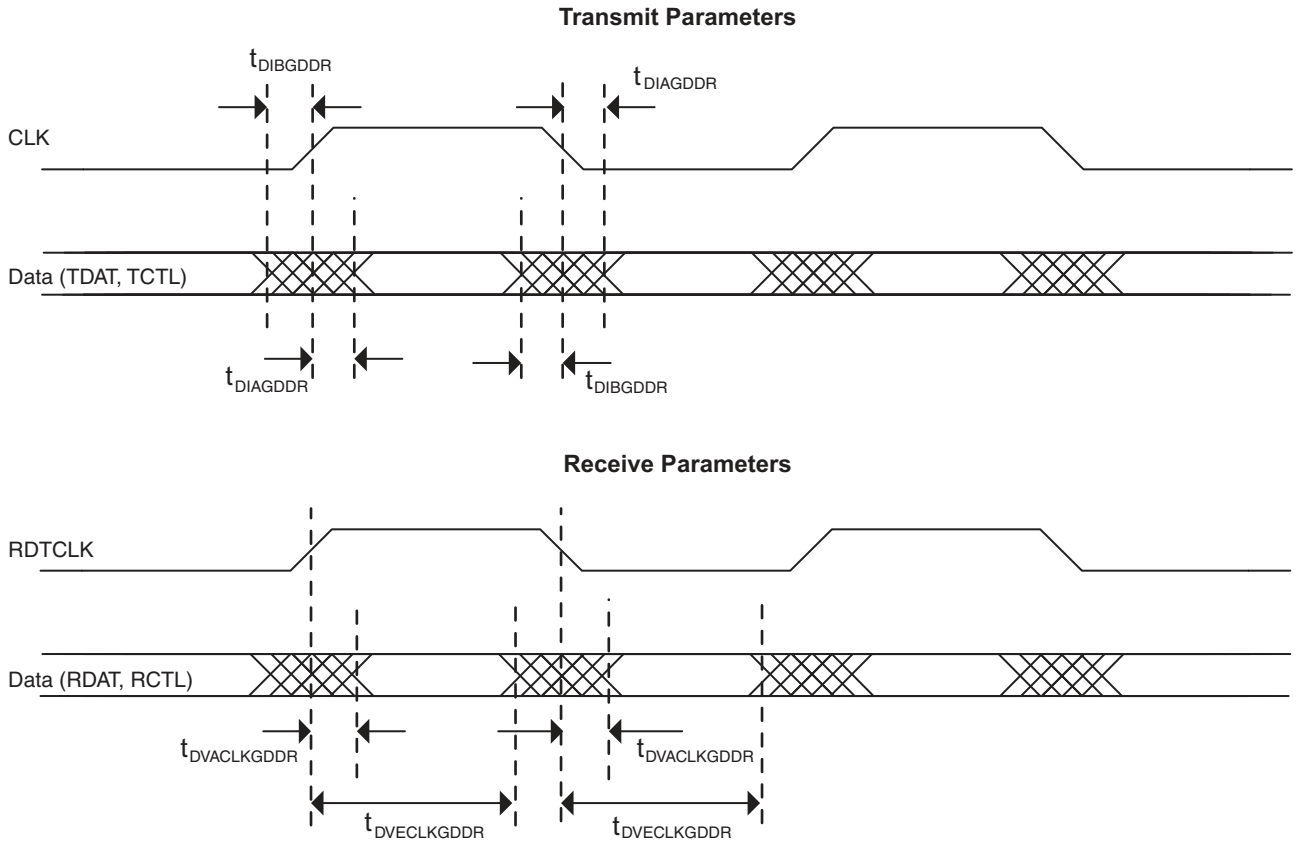 Transmit Parameters
tDIBGDDR
tDIAGDDR
CLK
Data (TDAT, TCTL)
tDIAGDDR
tDIBGDDR
Receive Parameters
RDTCLK
Data (RDAT, RCTL)
tDVACLKGDDR
tDVACLKGDDR
tDVECLKGDDR
tDVECLKGDDR